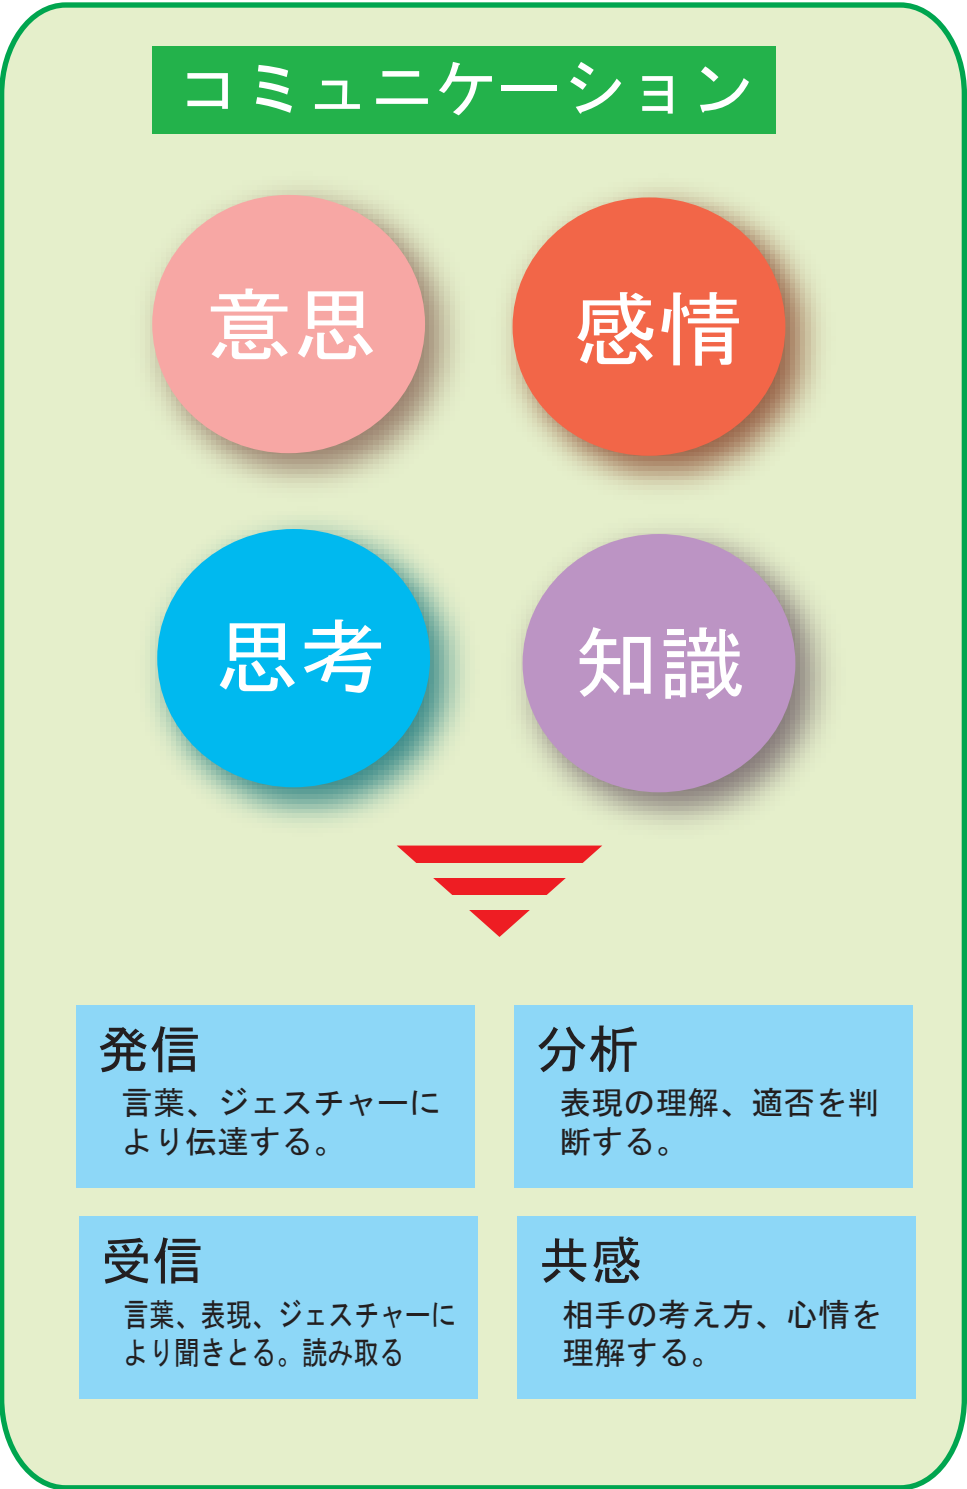 コミュニケーション
意思
感情
思考
知識
発信
言葉、ジェスチャーに
より伝達する。
分析
表現の理解、適否を判
断する。
受信
言葉、表現、ジェスチャーに
より聞きとる。読み取る
共感
相手の考え方、心情を
理解する。